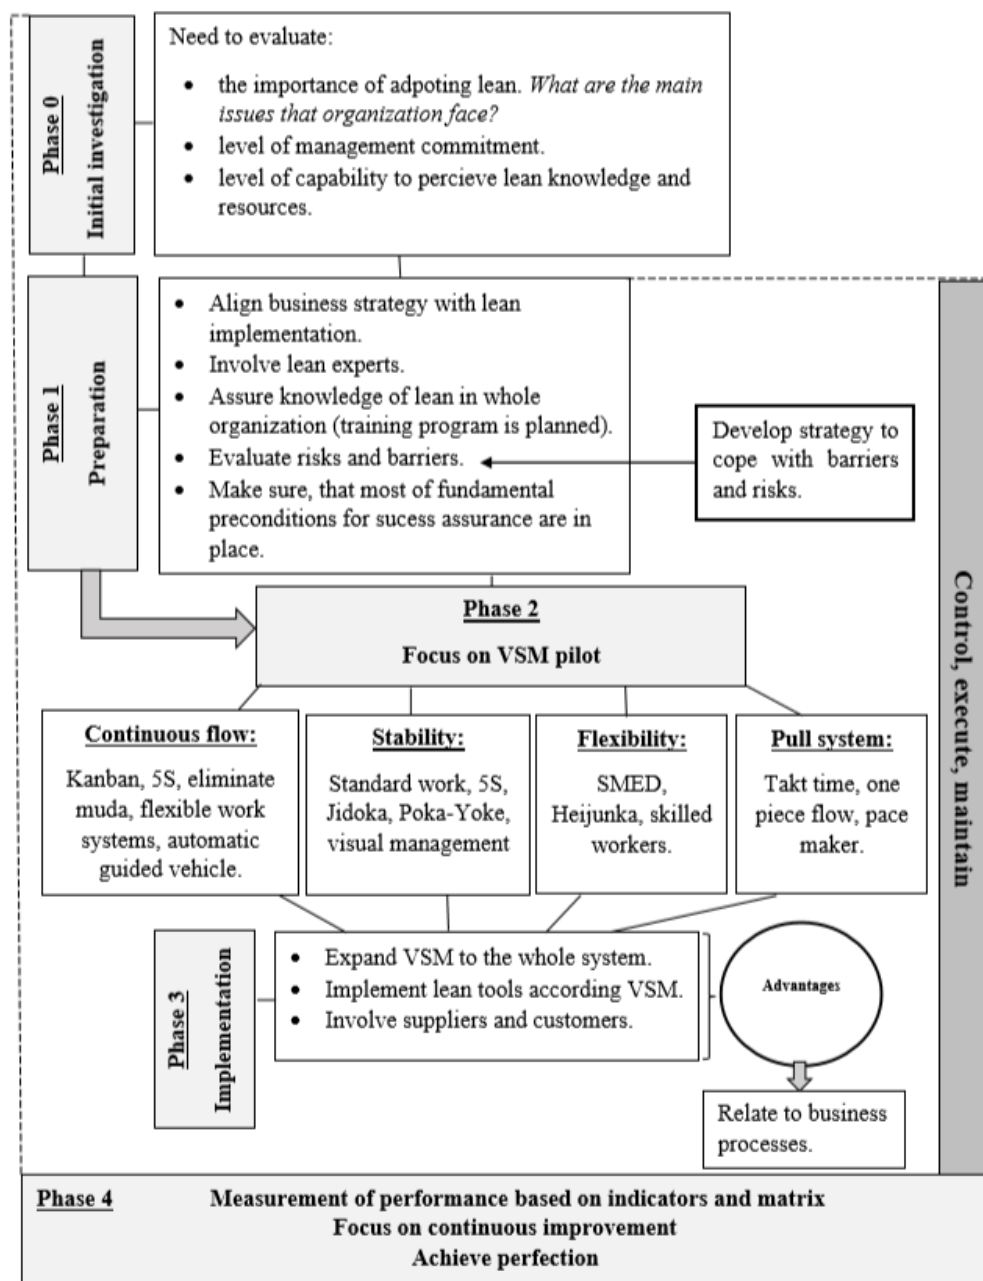 Phase 0
Initial investigation
Need to evaluate:
• the importance of adpoting lean. What are the main
issues that organization face?
• level of management commitment.
• level of capability to percieve lean knowledge and
resources.
Phase 1
Preparation
• Align business strategy with lean
implementation.
• Involve lean experts.
• Assure knowledge of lean in whole
organization (training program is planned).
• Evaluate risks and barriers.
• Make sure, that most of fundamental
preconditions for sucess assurance are in
place.
Develop strategy to
cope with barriers
and risks.
Control, execute, maintain
Phase 2
Focus on VSM pilot
Continuous flow:
Kanban, 5S, eliminate
muda, flexible work
systems, automatic
guided vehicle.
Stability:
Standard work, 5S,
Jidoka, Poka-Yoke,
visual management
Flexibility:
SMED,
Heijunka, skilled
workers.
Pull system:
Takt time, one
piece flow, pace
maker.
Phase 3
Implementation
• Expand VSM to the whole system.
• Implement lean tools according VSM.
• Involve suppliers and customers.
Advantages
Relate to business
processes.
Phase 4 Measurement of performance based on indicators and matrix
Focus on continuous improvement
Achieve perfection